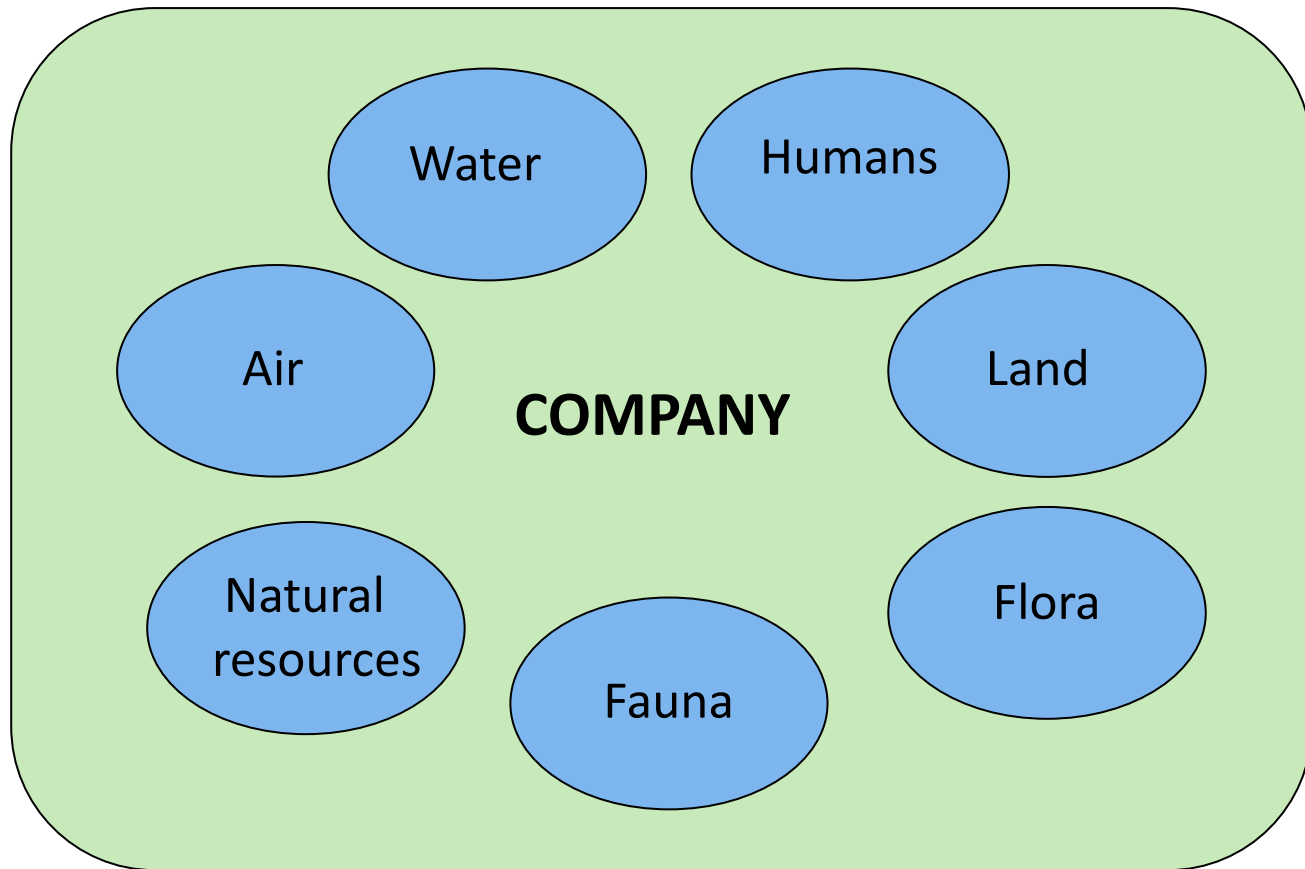 Water
Humans
Air
Land
COMPANY
Natural
resources
Flora
Fauna